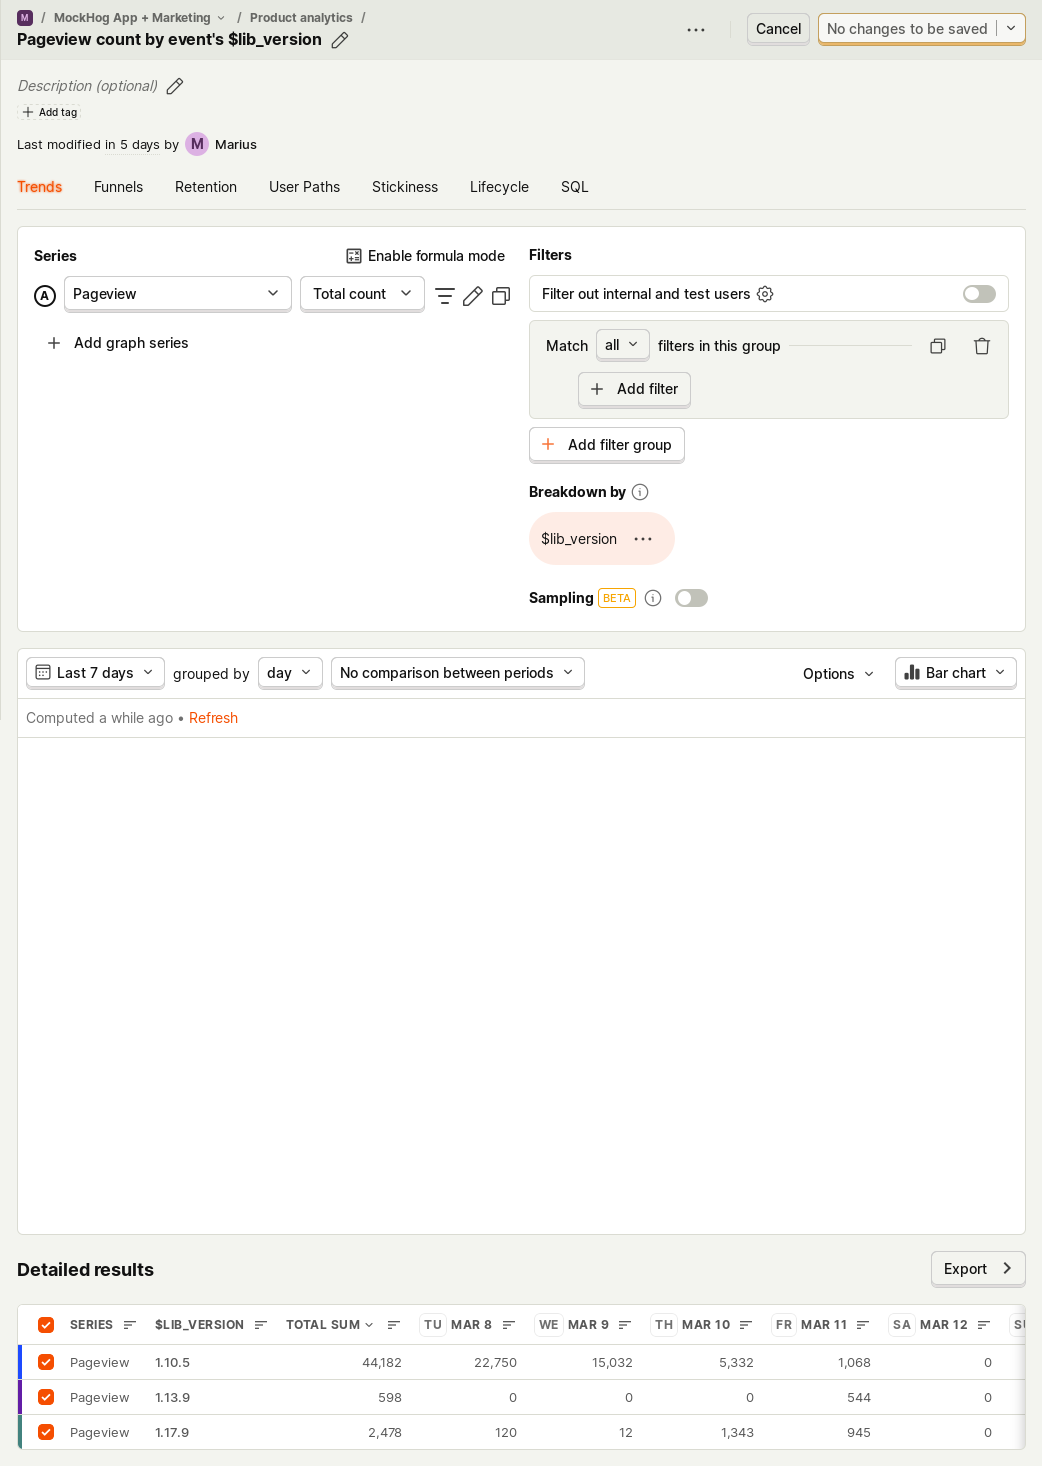 M / MockHog App + Marketing / Product analytics /
Pageview count by event's $lib_version
Cancel
No changes to be saved
Description (optional)
Add tag
Last modified in 5 days by M Marius
Trends Funnels Retention User Paths Stickiness Lifecycle SQL
Series
Enable formula mode
A Pageview Total count
Add graph series
Filters
Filter out internal and test users
Match all filters in this group
Add filter
Add filter group
Breakdown by
$lib_version
Sampling BETA
Last 7 days grouped by day No comparison between periods Options Bar chart
Computed a while ago • Refresh
Detailed results
Export
SERIES $LIB_VERSION TOTAL SUM TU MAR 8 WE MAR 9 TH MAR 10 FR MAR 11 SA MAR 12
Pageview 1.10.5 44,182 22,750 15,032 5,332 1,068 0
Pageview 1.13.9 598 0 0 0 544 0
Pageview 1.17.9 2,478 120 12 1,343 945 0